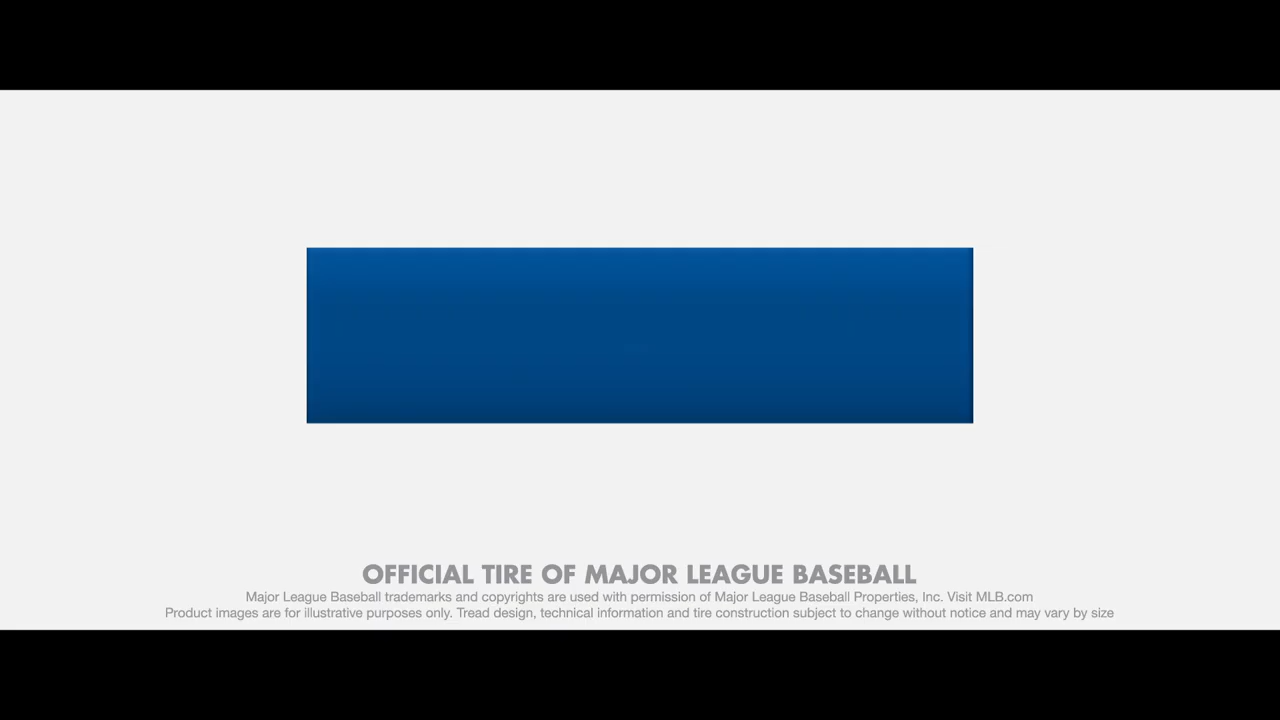 OFFICIAL TIRE OF MAJOR LEAGUE BASEBALL
Major League Baseball trademarks and copyrights are used with permission of Major League Baseball Properties, Inc. Visit MLB.com
Product images are for illustrative purposes only. Tread design, technical information and tire construction subject to change without notice and may vary by size